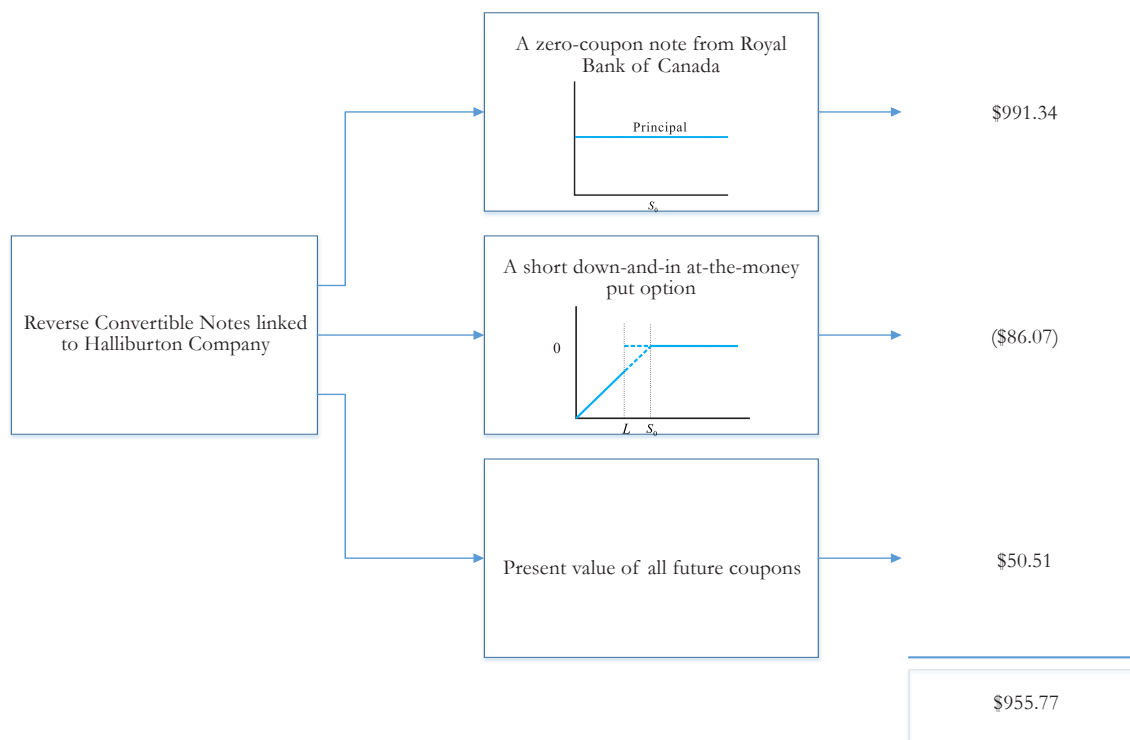 A zero-coupon note from Royal
Bank of Canada
Principal
S₀
$991.34
Reverse Convertible Notes linked
to Halliburton Company
A short down-and-in at-the-money
put option
0
L S₀
($86.07)
Present value of all future coupons
$50.51
$955.77